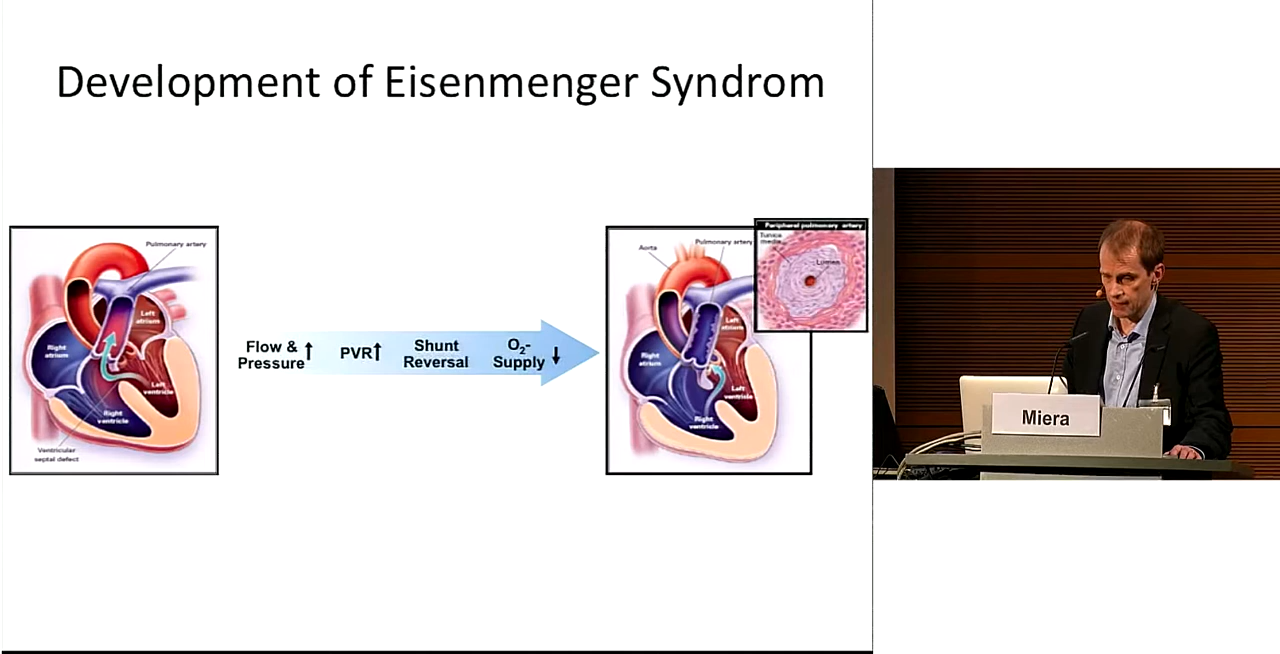 Development of Eisenmenger Syndrom
Pulmonary artery
Left
atrium
Right
atrium
Left
ventricle
Right
ventricle
Ventricular
septal defect
Flow &
Pressure↑
PVR↑
Shunt
Reversal
O₂-
Supply↓
Aorta
Pulmonary artery
Left
atrium
Right
atrium
Left
ventricle
Right
ventricle
Peripheral pulmonary artery
Tunica
media
Lumen
Miera